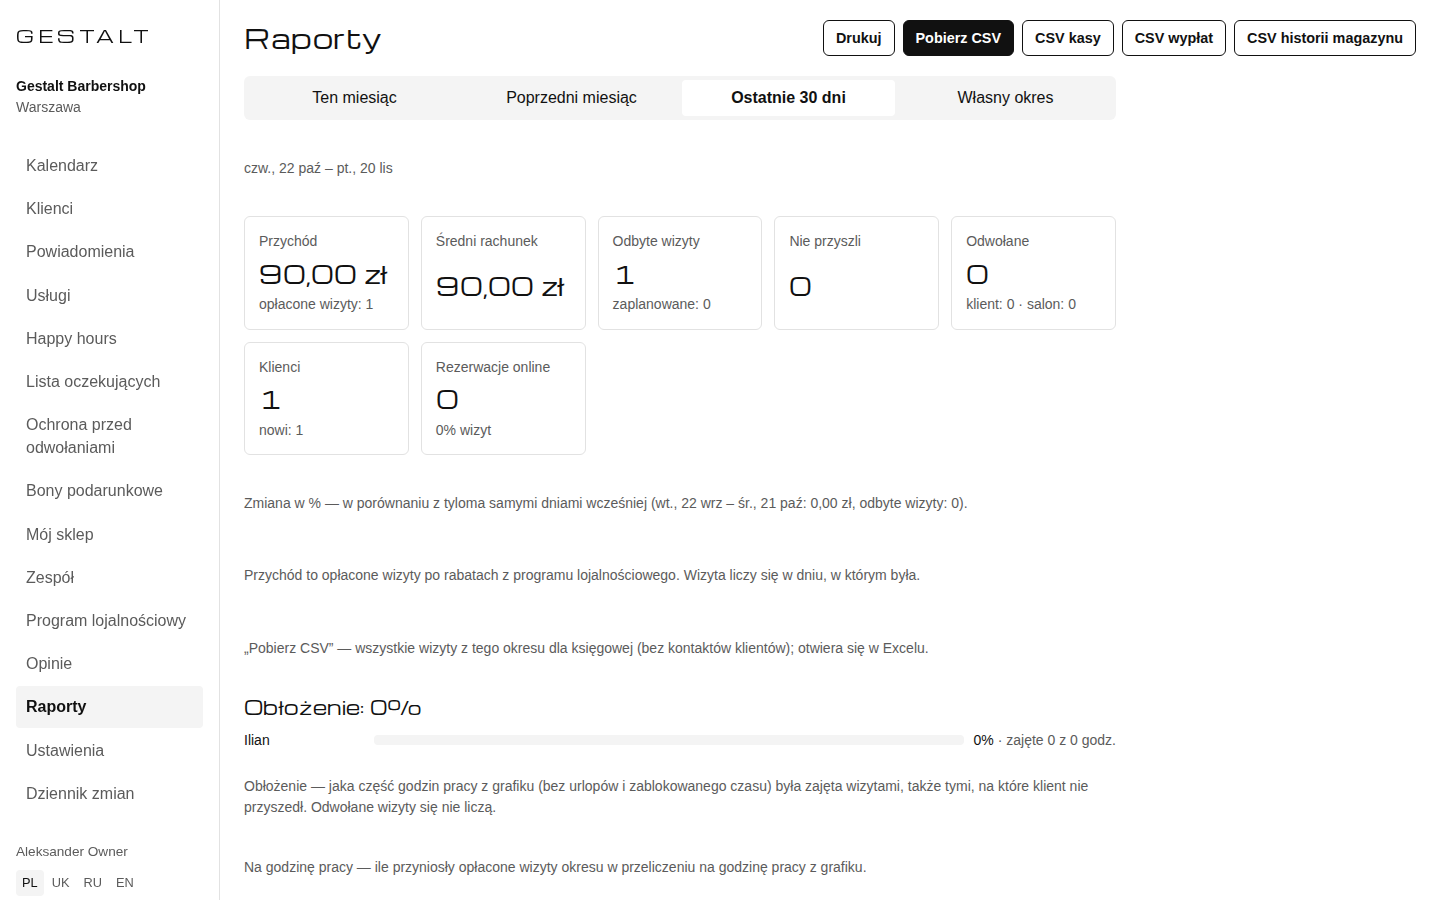 GESTALT
Gestalt Barbershop
Warszawa
Kalendarz
Klienci
Powiadomienia
Usługi
Happy hours
Lista oczekujących
Ochrona przed
odwołaniami
Bony podarunkowe
Mój sklep
Zespół
Program lojalnościowy
Opinie
Raporty
Ustawienia
Dziennik zmian
Aleksander Owner
PL UK RU EN
Raporty
Drukuj Pobierz CSV CSV kasy CSV wypłat CSV historii magazynu
Ten miesiąc Poprzedni miesiąc Ostatnie 30 dni Własny okres
czw., 22 paź – pt., 20 lis
Przychód
90,00 zł
opłacone wizyty: 1
Średni rachunek
90,00 zł
Odbyte wizyty
1
zaplanowane: 0
Nie przyszli
0
Odwołane
0
klient: 0 · salon: 0
Klienci
1
nowi: 1
Rezerwacje online
0
0% wizyt
Zmiana w % — w porównaniu z tyloma samymi dniami wcześniej (wt., 22 wrz – śr., 21 paź: 0,00 zł, odbyte wizyty: 0).
Przychód to opłacone wizyty po rabatach z programu lojalnościowego. Wizyta liczy się w dniu, w którym była.
„Pobierz CSV” — wszystkie wizyty z tego okresu dla księgowej (bez kontaktów klientów); otwiera się w Excelu.
Obłożenie: 0%
Ilian 0% · zajęte 0 z 0 godz.
Obłożenie — jaka część godzin pracy z grafiku (bez urlopów i zablokowanego czasu) była zajęta wizytami, także tymi, na które klient nie
przyszedł. Odwołane wizyty się nie liczą.
Na godzinę pracy — ile przyniosły opłacone wizyty okresu w przeliczeniu na godzinę pracy z grafiku.